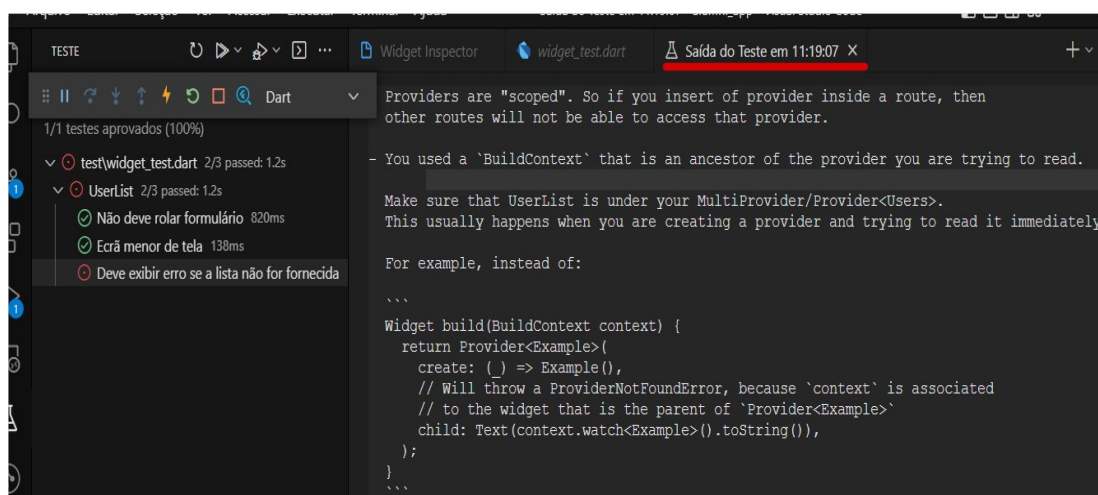 TESTE
Widget Inspector
widget_test.dart
Saída do Teste em 11:19:07
Dart
1/1 testes aprovados (100%)
test\widget_test.dart 2/3 passed: 1.2s
UserList 2/3 passed: 1.2s
Não deve rolar formulário 820ms
Ecrã menor de tela 138ms
Deve exibir erro se a lista não for fornecida
1
1
Providers are "scoped". So if you insert of provider inside a route, then
other routes will not be able to access that provider.
- You used a `BuildContext` that is an ancestor of the provider you are trying to read.
Make sure that UserList is under your MultiProvider/Provider<Users>.
This usually happens when you are creating a provider and trying to read it immediately
For example, instead of:
```
Widget build(BuildContext context) {
return Provider<Example>(
create: (_) => Example(),
// Will throw a ProviderNotFoundError, because `context` is associated
// to the widget that is the parent of `Provider<Example>`
child: Text(context.watch<Example>().toString()),
);
}
```